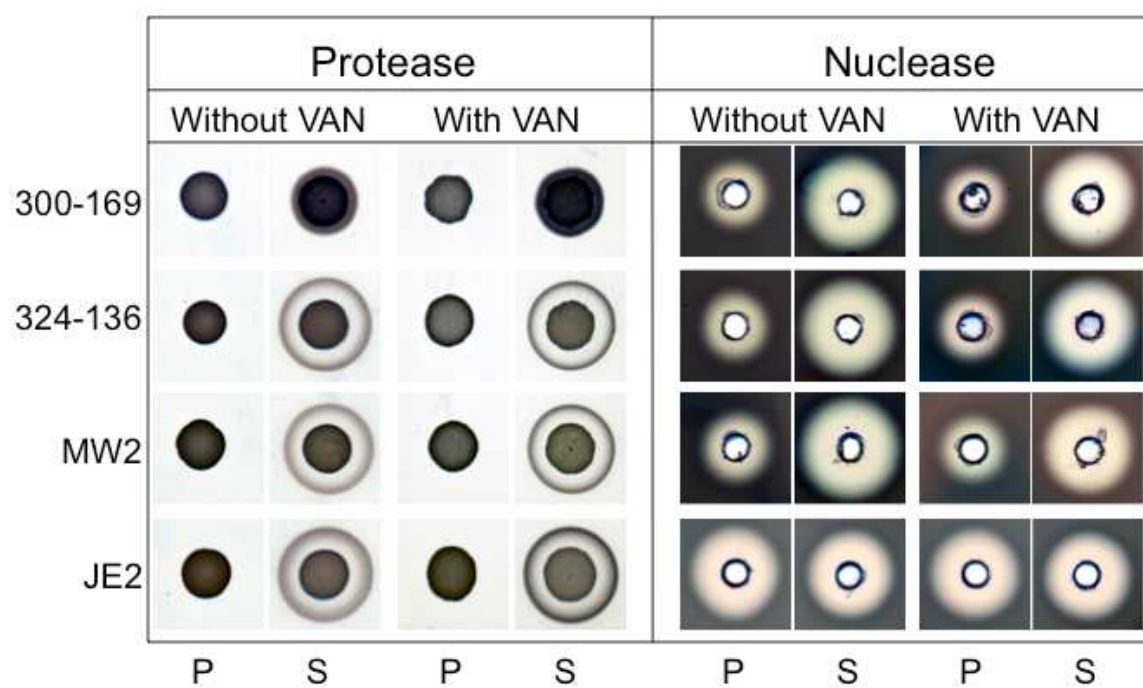 Protease Nuclease
Without VAN With VAN Without VAN With VAN
300-169
324-136
MW2
JE2
P S P S P S P S